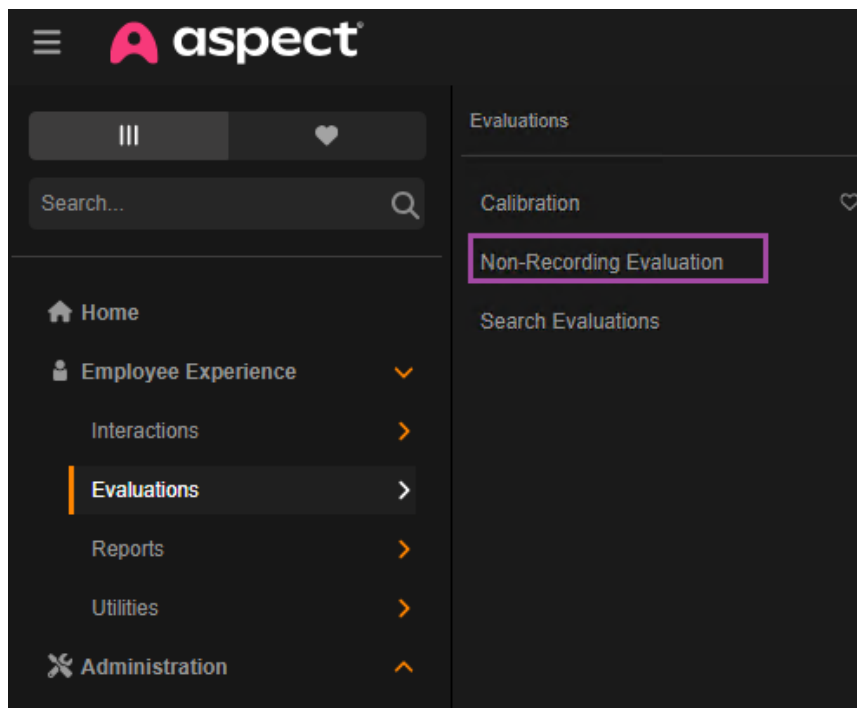 aspect
Search...
Home
Employee Experience
Interactions
Evaluations
Reports
Utilities
Administration
Evaluations
Calibration
Non-Recording Evaluation
Search Evaluations